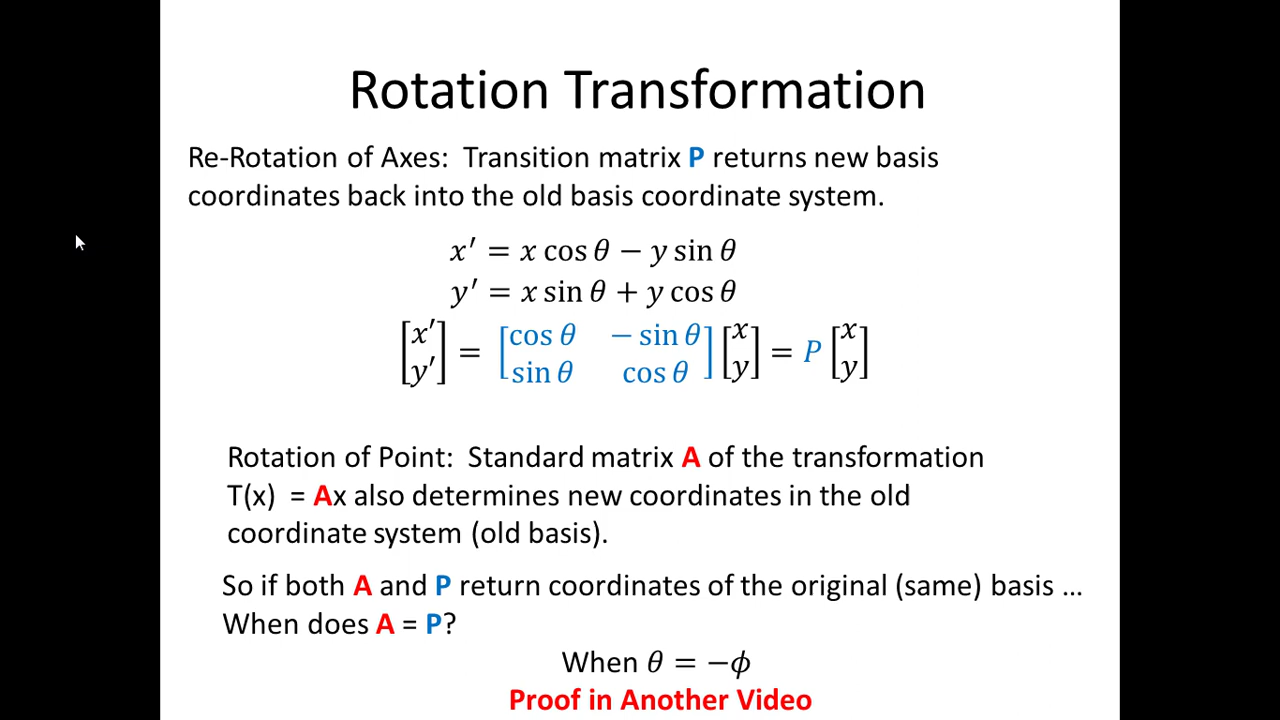 Rotation Transformation
Re-Rotation of Axes: Transition matrix P returns new basis
coordinates back into the old basis coordinate system.
x′ = x cos θ − y sin θ
y′ = x sin θ + y cos θ
[x′ y′] = [cos θ − sin θ sin θ cos θ] [x y] = P [x y]
Rotation of Point: Standard matrix A of the transformation
T(x) = Ax also determines new coordinates in the old
coordinate system (old basis).
So if both A and P return coordinates of the original (same) basis …
When does A = P?
When θ = −ϕ
Proof in Another Video